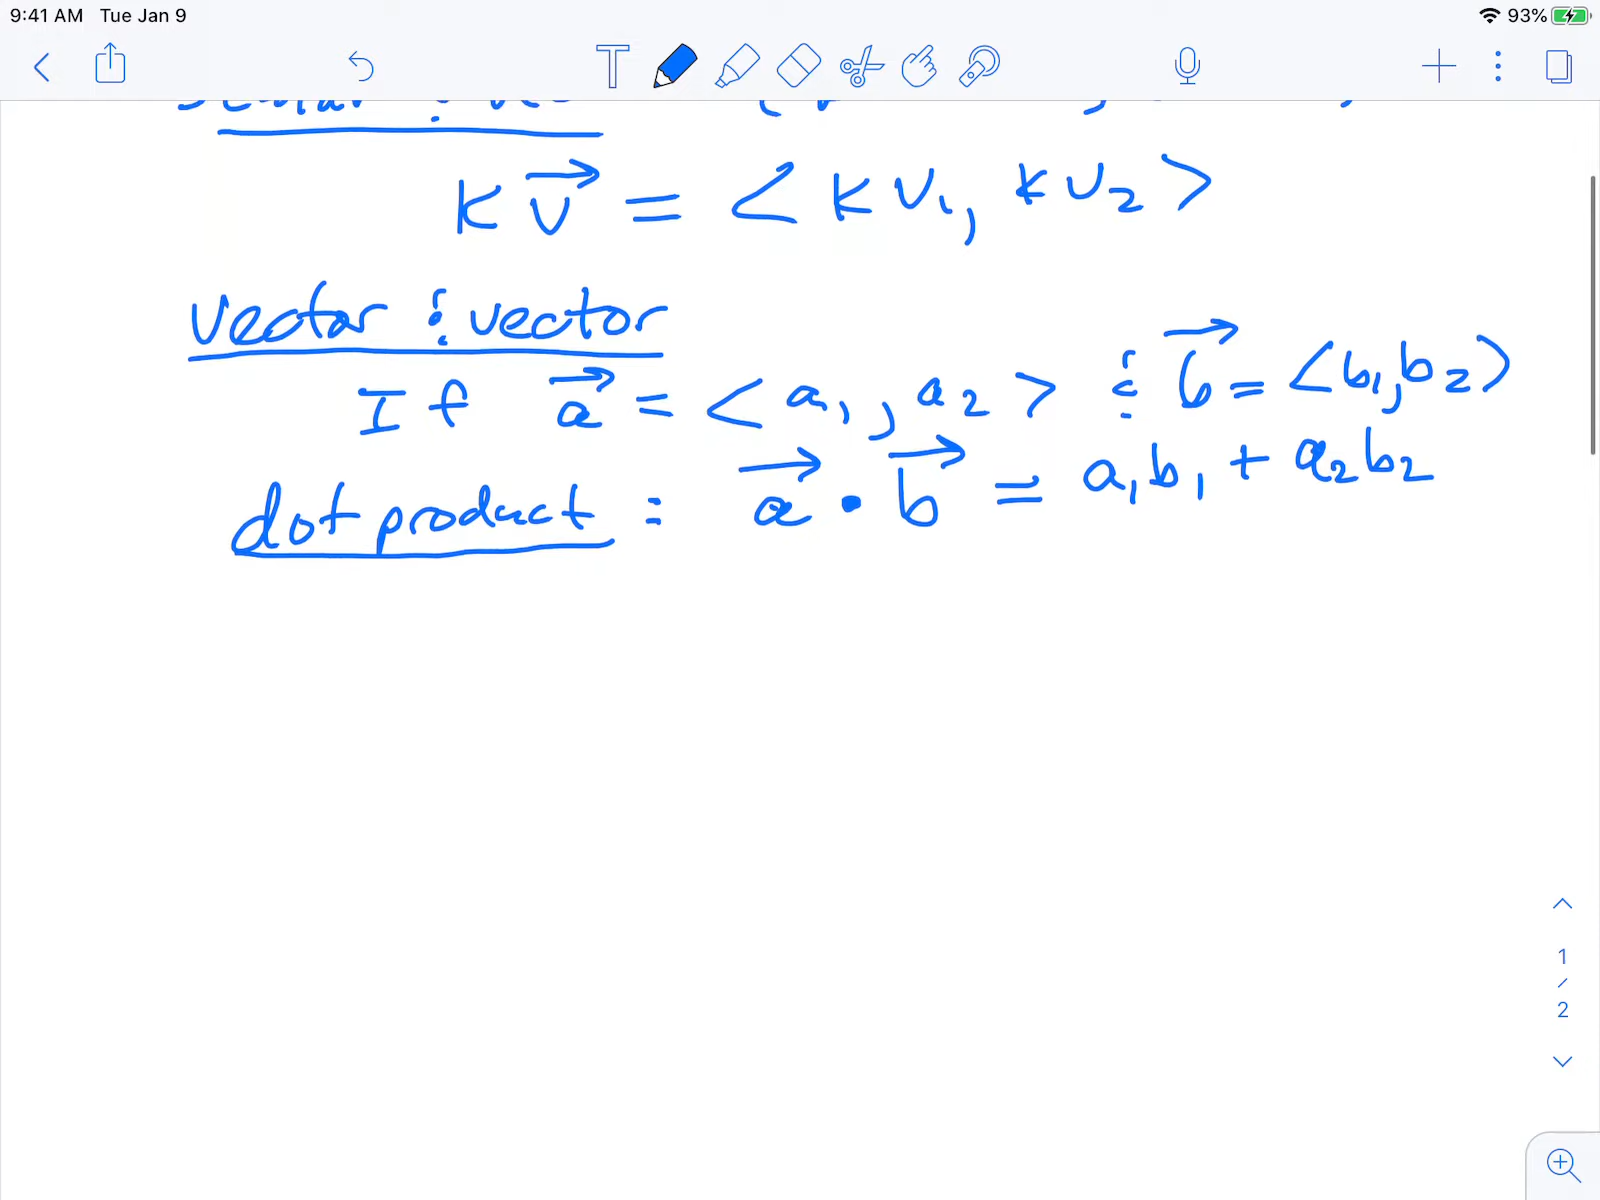 9:41 AM Tue Jan 9 93%
k v⃗ = < kv₁, kv₂ >
vector & vector
If a⃗ = < a₁, a₂ > & b⃗ = <b₁, b₂>
dot product : a⃗ • b⃗ = a₁b₁ + a₂b₂
1
/
2